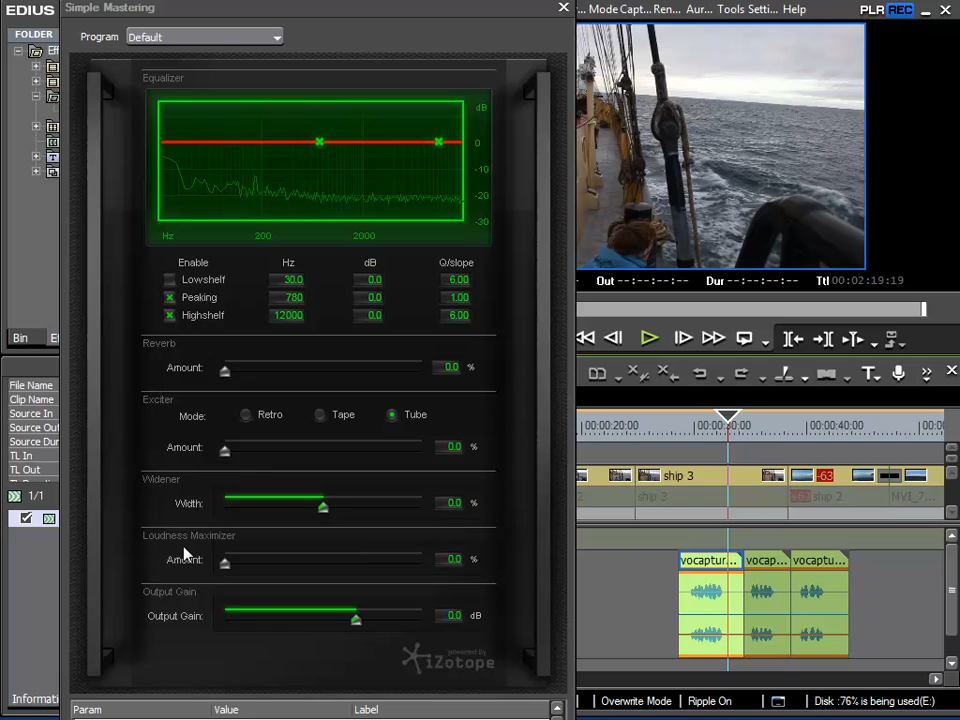 EDIUS
Simple Mastering
... Mode Capt... Ren... Aur... Tools Setti... Help
PLR REC
Program Default
FOLDER
Ef
Equalizer
dB
0
-10
-20
-30
Hz 200 2000
Enable Hz dB Q/slope
Lowshelf 30.0 0.0 6.00
Peaking 780 0.0 1.00
Highshelf 12000 0.0 6.00
Out --:--:--:-- Dur --:--:--:-- Ttl 00:02:19:19
Bin Ef
Reverb
Amount: 0.0 %
Exciter
Mode: Retro Tape Tube
Amount: 0.0 %
File Name
Clip Name
Source In
Source Out
Source Dur
TL In
TL Out
00:00:20:00 00:00:40:00
ship 3 -63
ship 3 ship 2 NVI_7...
1/1
Widener
Width: 0.0 %
Loudness Maximizer
Amount: 0.0 %
vocaptur... vocap... vocaptu...
Output Gain
Output Gain: 0.0 dB
powered by
iZotope
Informati
Overwrite Mode Ripple On Disk :76% is being used(E:)
Param Value Label